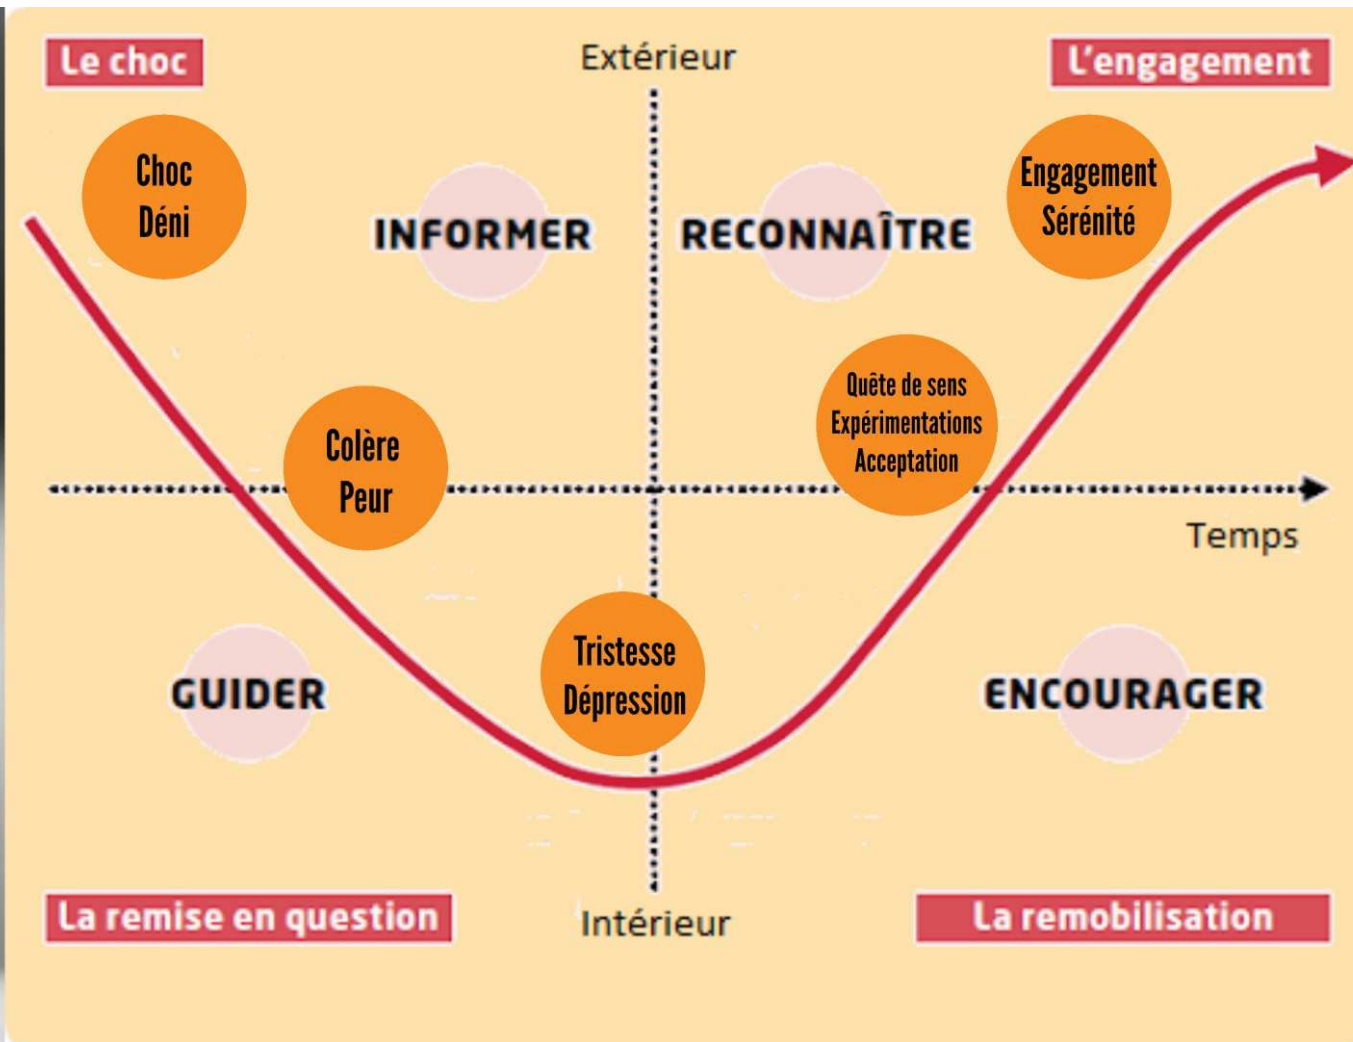 Le choc
Extérieur
L'engagement
Choc
Déni
INFORMER
RECONNAÎTRE
Engagement
Sérénité
Colère
Peur
Quête de sens
Expérimentations
Acceptation
Temps
GUIDER
Tristesse
Dépression
ENCOURAGER
La remise en question
Intérieur
La remobilisation